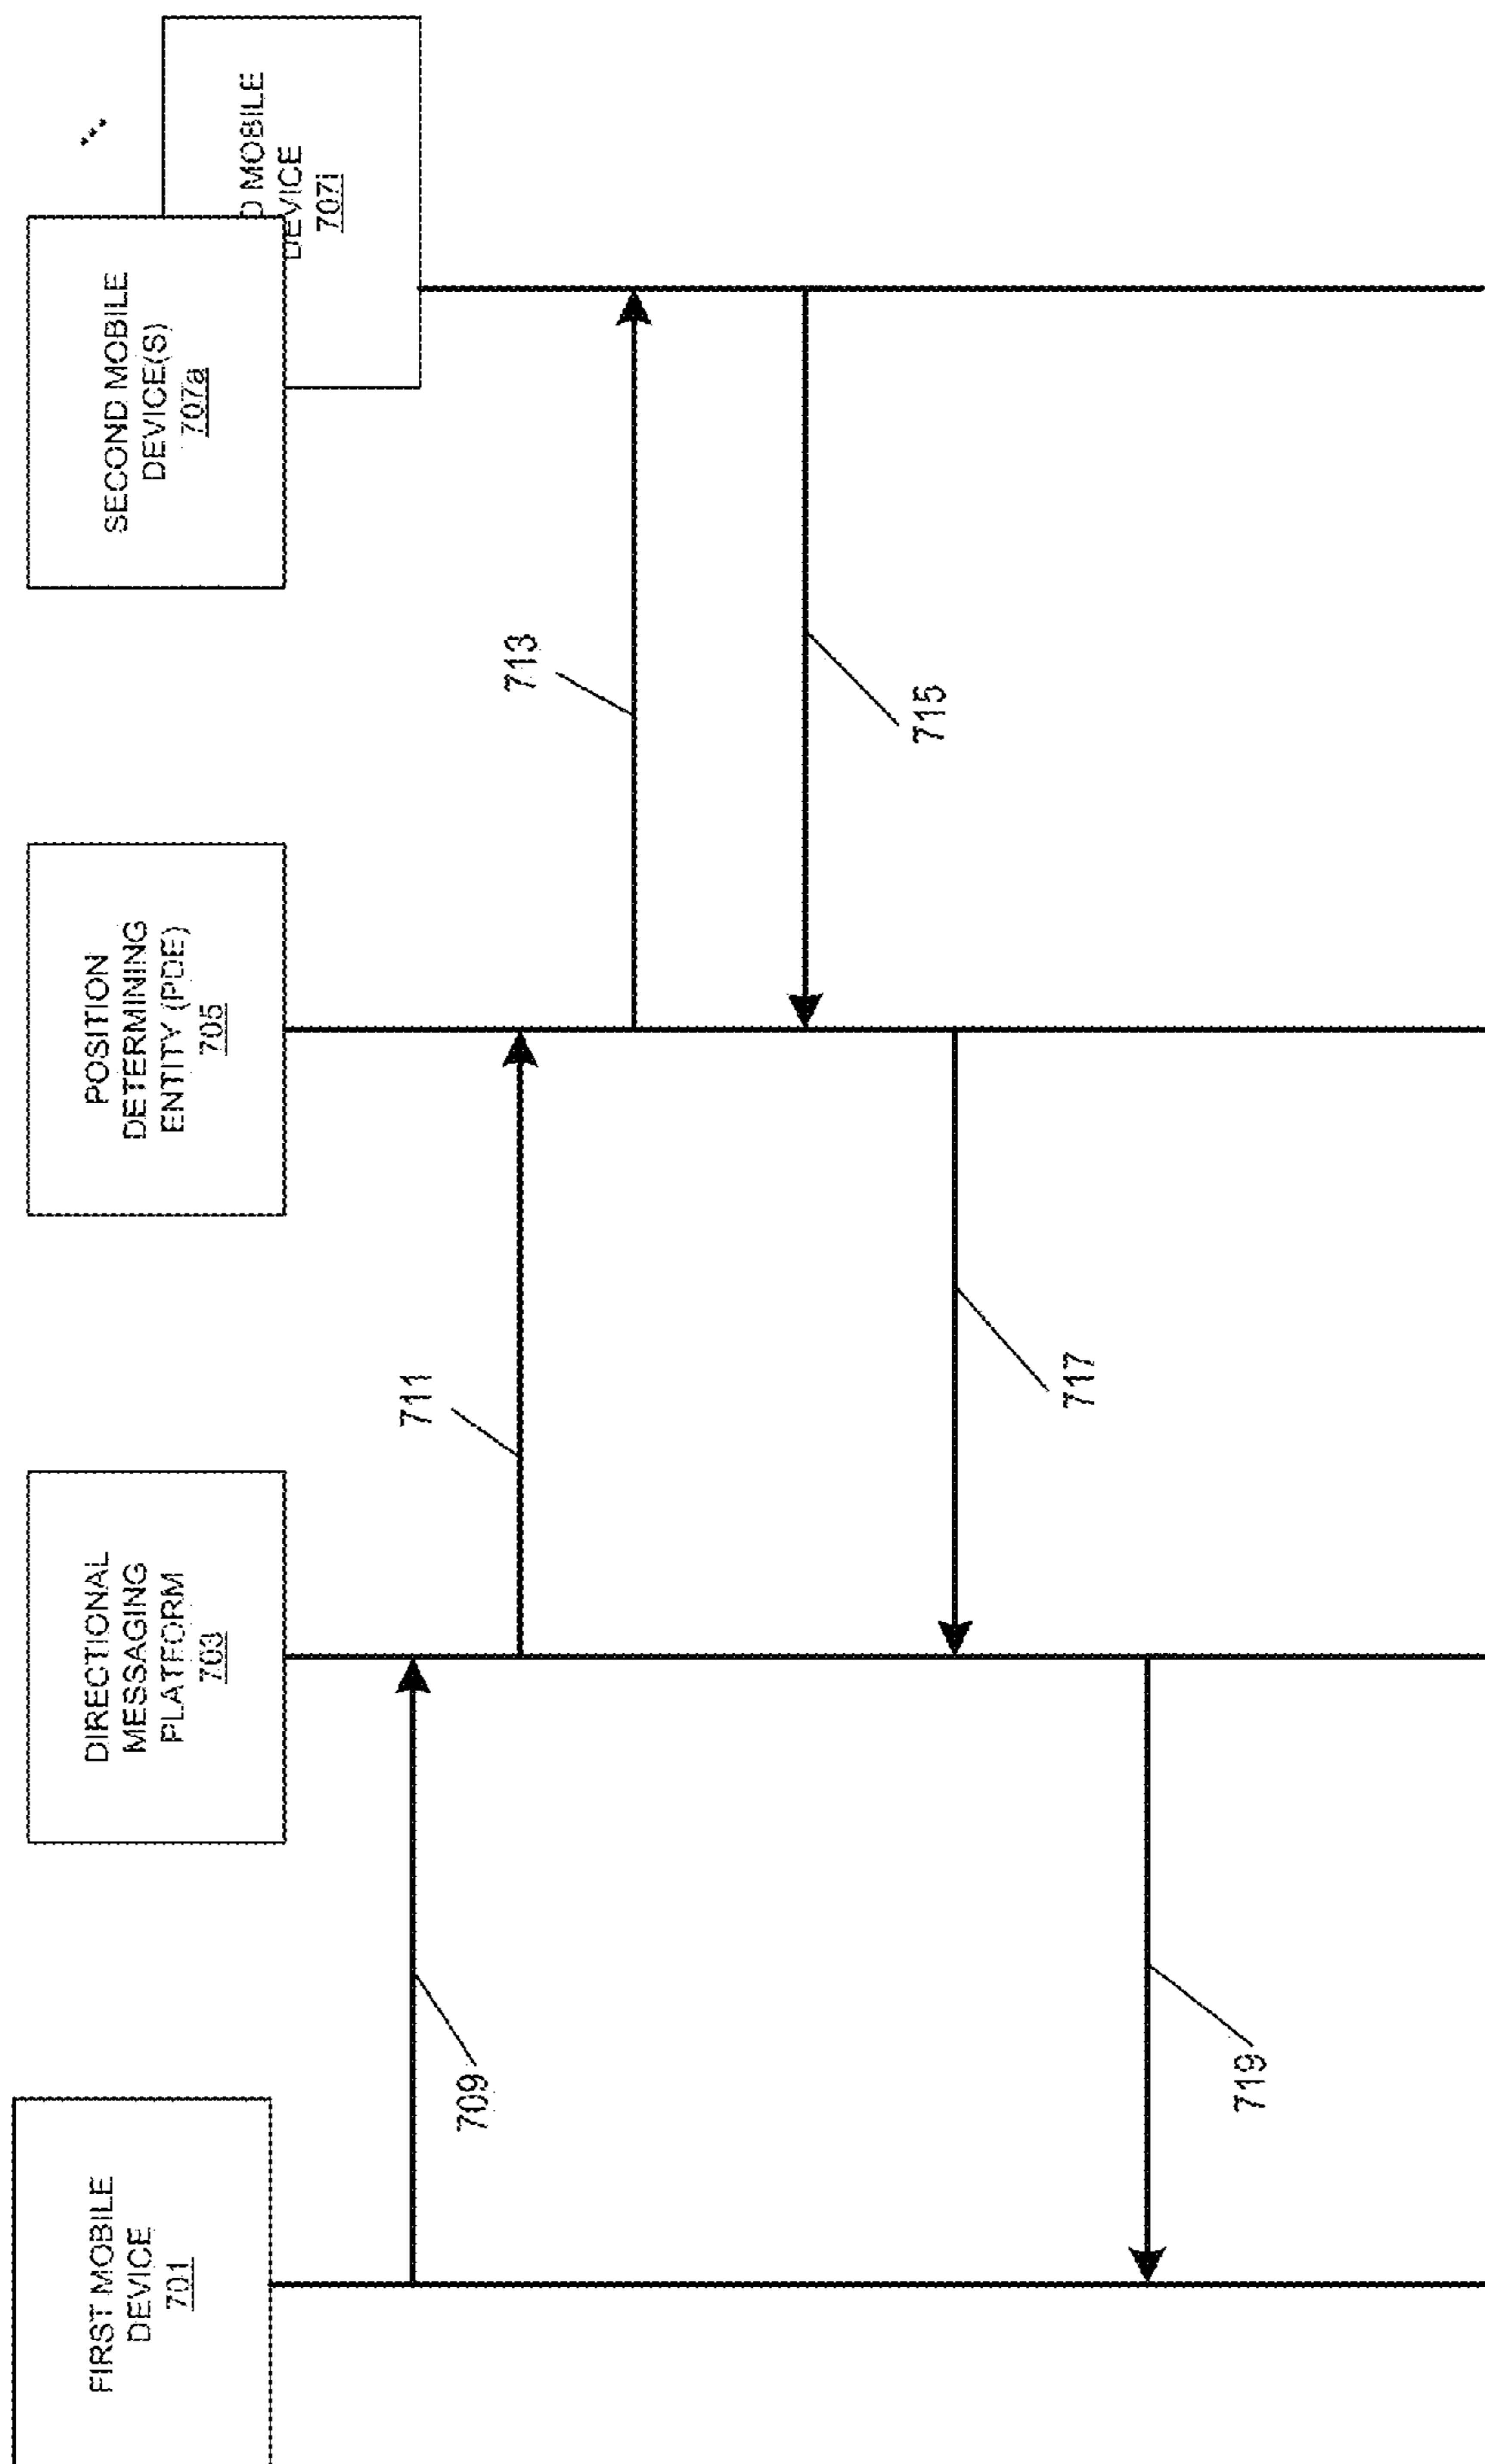 FIRST MOBILE
DEVICE
701
DIRECTIONAL
MESSAGING
PLATFORM
703
POSITION
DETERMINING
ENTITY (PDE)
705
SECOND MOBILE
DEVICE(S)
707a
D MOBILE
DEVICE
707i
709
711
713
715
717
719